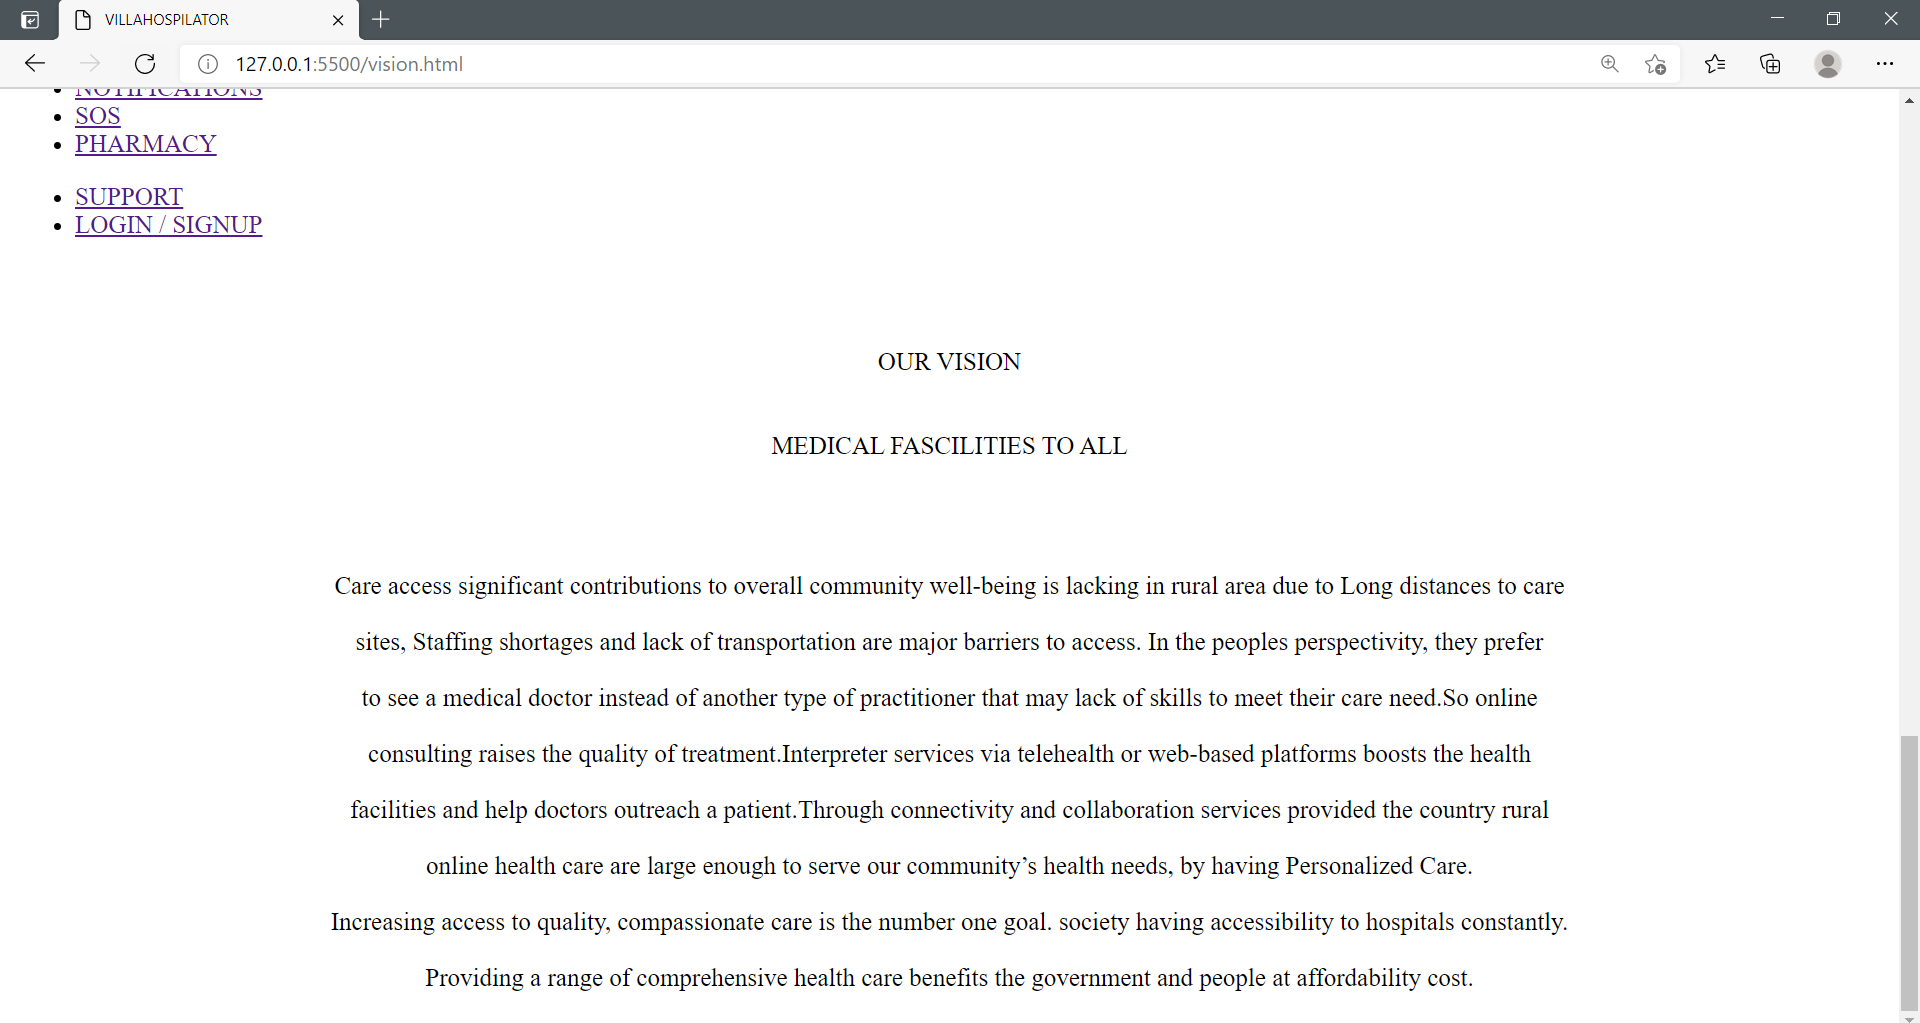 VILLAHOSPILATOR
127.0.0.1:5500/vision.html
NOTIFICATIONS
SOS
PHARMACY
SUPPORT
LOGIN / SIGNUP
OUR VISION
MEDICAL FASCILITIES TO ALL
Care access significant contributions to overall community well-being is lacking in rural area due to Long distances to care
sites, Staffing shortages and lack of transportation are major barriers to access. In the peoples perspectivity, they prefer
to see a medical doctor instead of another type of practitioner that may lack of skills to meet their care need.So online
consulting raises the quality of treatment.Interpreter services via telehealth or web-based platforms boosts the health
facilities and help doctors outreach a patient.Through connectivity and collaboration services provided the country rural
online health care are large enough to serve our community’s health needs, by having Personalized Care.
Increasing access to quality, compassionate care is the number one goal. society having accessibility to hospitals constantly.
Providing a range of comprehensive health care benefits the government and people at affordability cost.